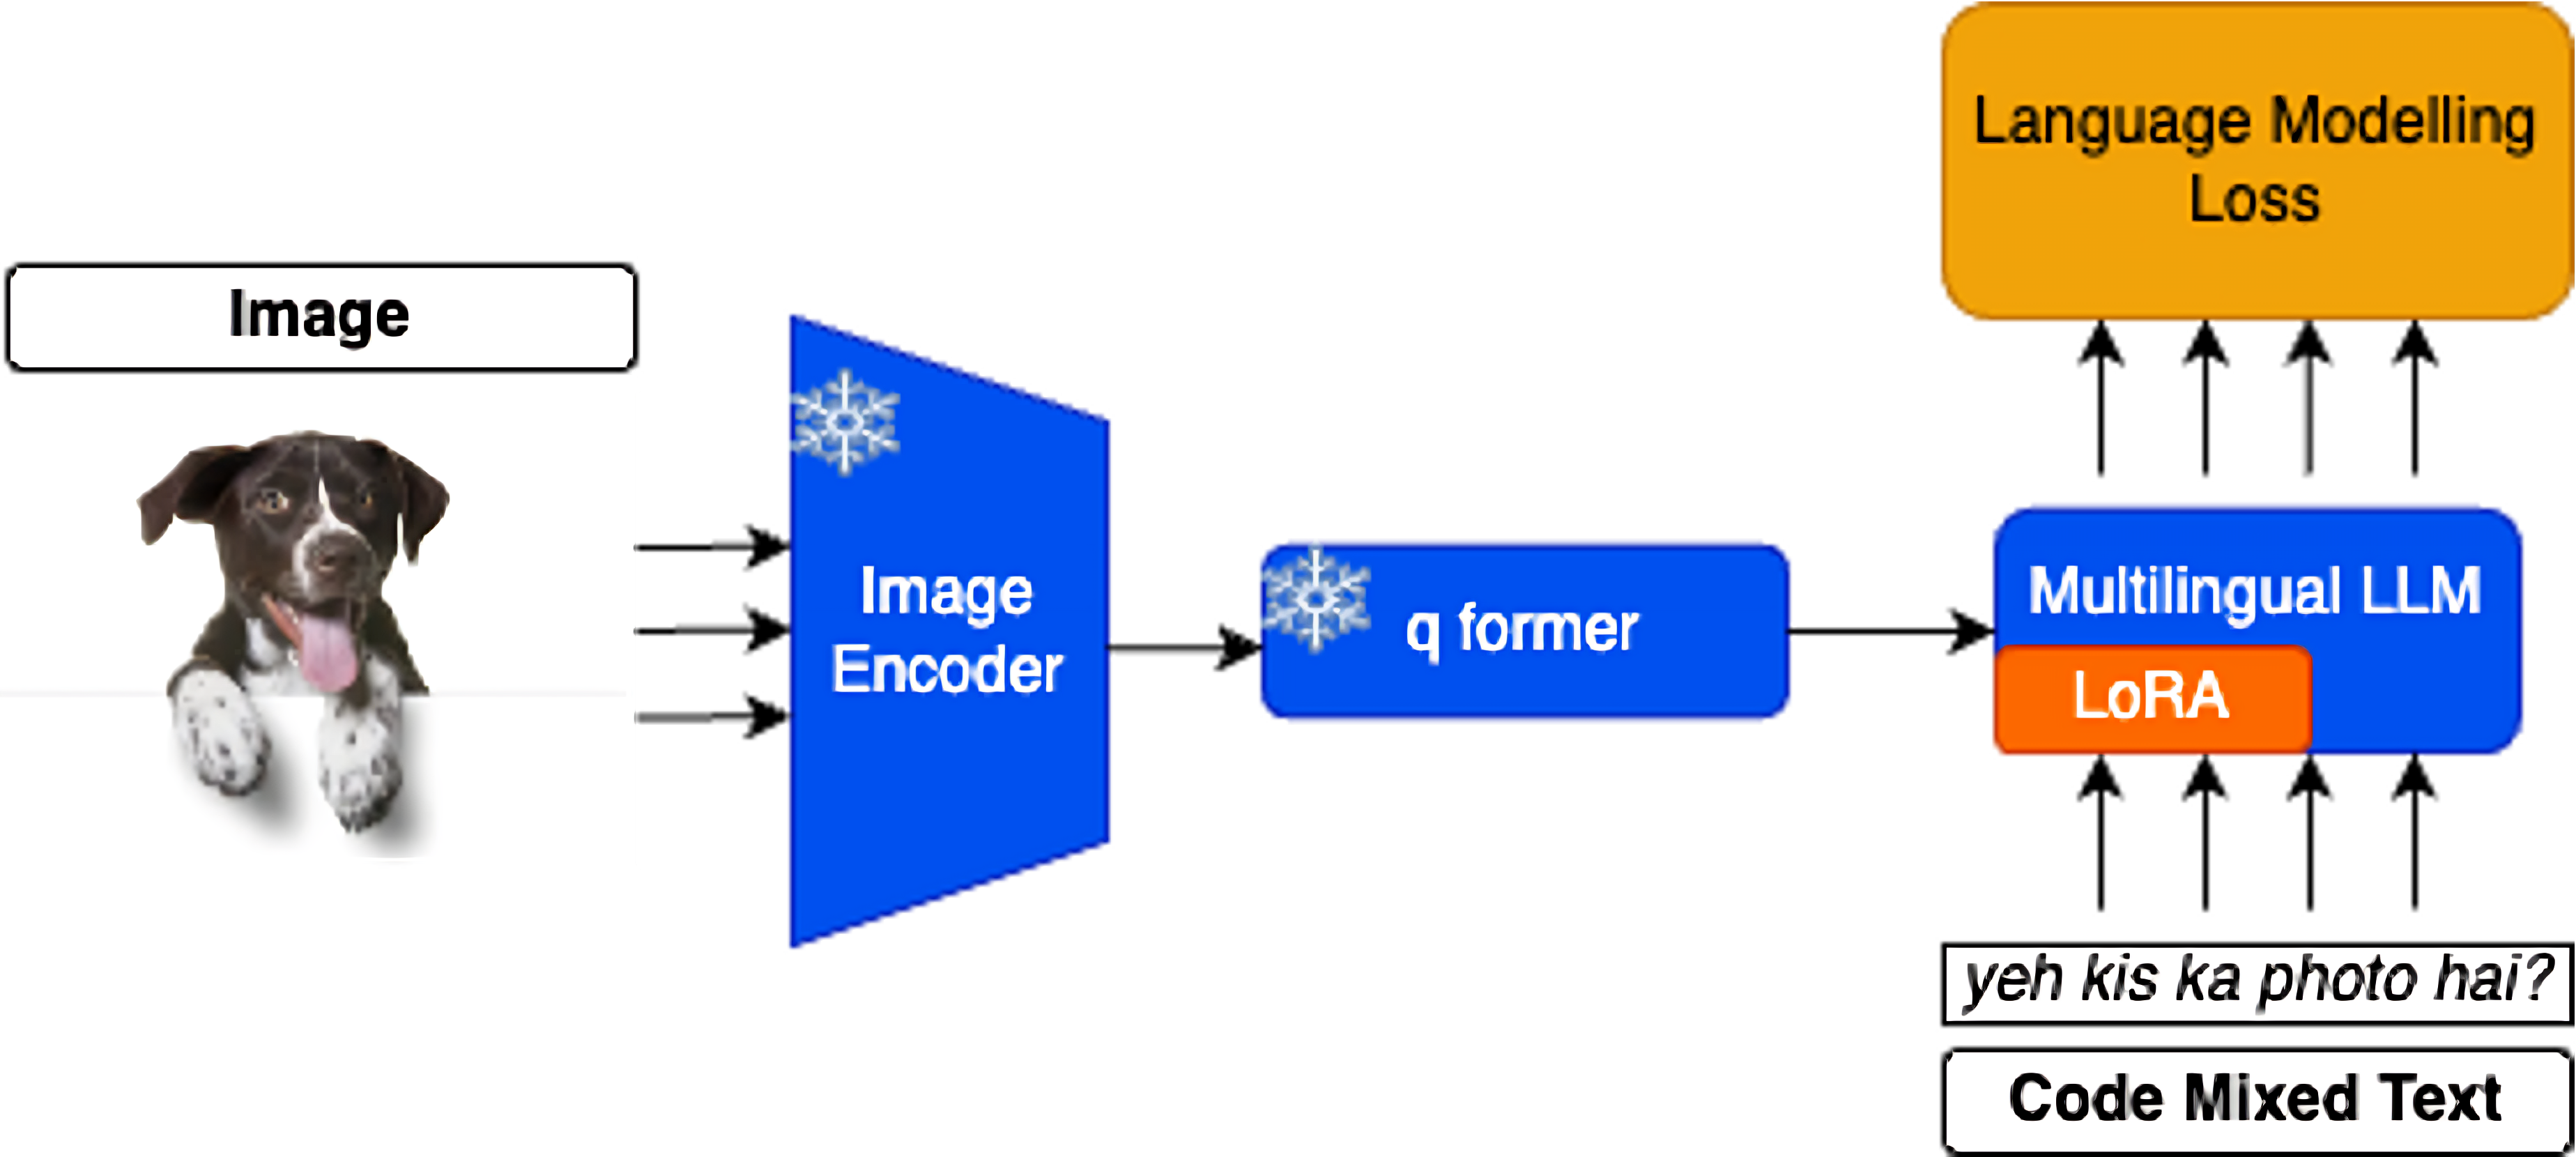 Image
Image
Encoder
q former
Language Modelling
Loss
Multilingual LLM
LoRA
yeh kis ka photo hai?
Code Mixed Text